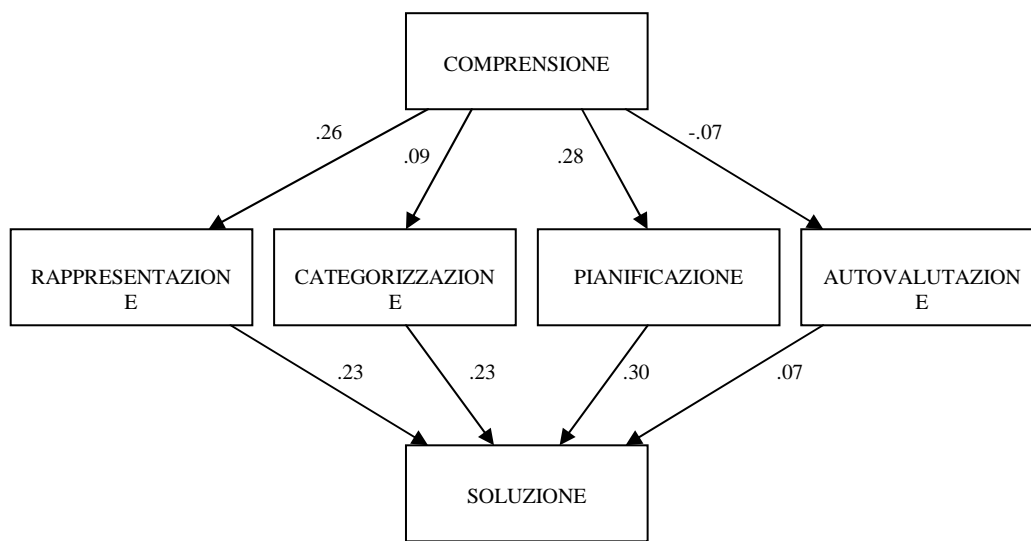 COMPRENSIONE
.26
.09
.28
-.07
RAPPRESENTAZION
E
CATEGORIZZAZION
E
PIANIFICAZIONE
AUTOVALUTAZION
E
.23
.23
.30
.07
SOLUZIONE